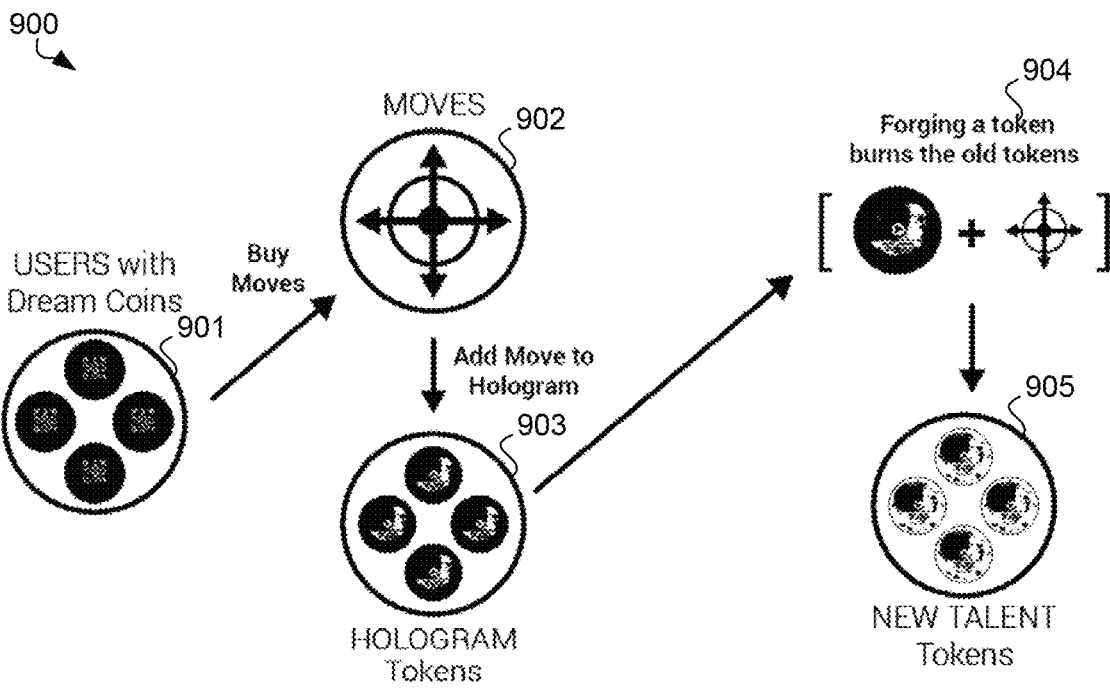 900
MOVES
902
904
Forging a token
burns the old tokens
+
USERS with
Dream Coins
901
Buy
Moves
Add Move to
Hologram
903
905
HOLOGRAM
Tokens
NEW TALENT
Tokens